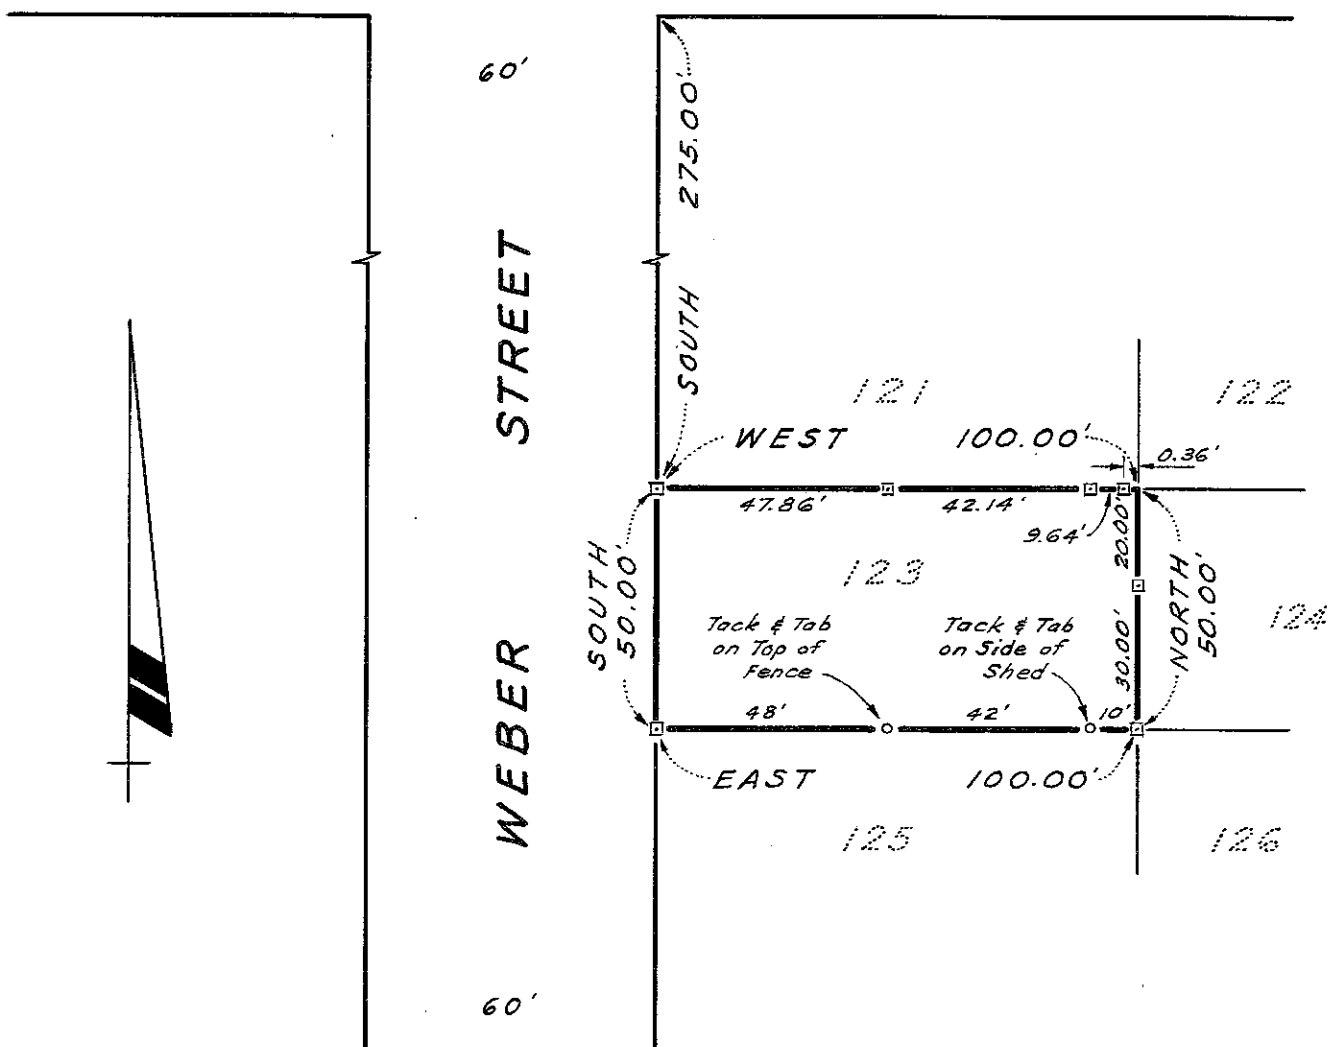 60'
275.00'
WEBER STREET
SOUTH
121
122
WEST
100.00'
0.36'
47.86'
42.14'
9.64'
20.00'
SOUTH
50.00'
123
NORTH
50.00'
124
Tack & Tab
on Top of
Fence
Tack & Tab
on Side of
Shed
30.00'
48'
42'
10'
EAST
100.00'
125
126
60'